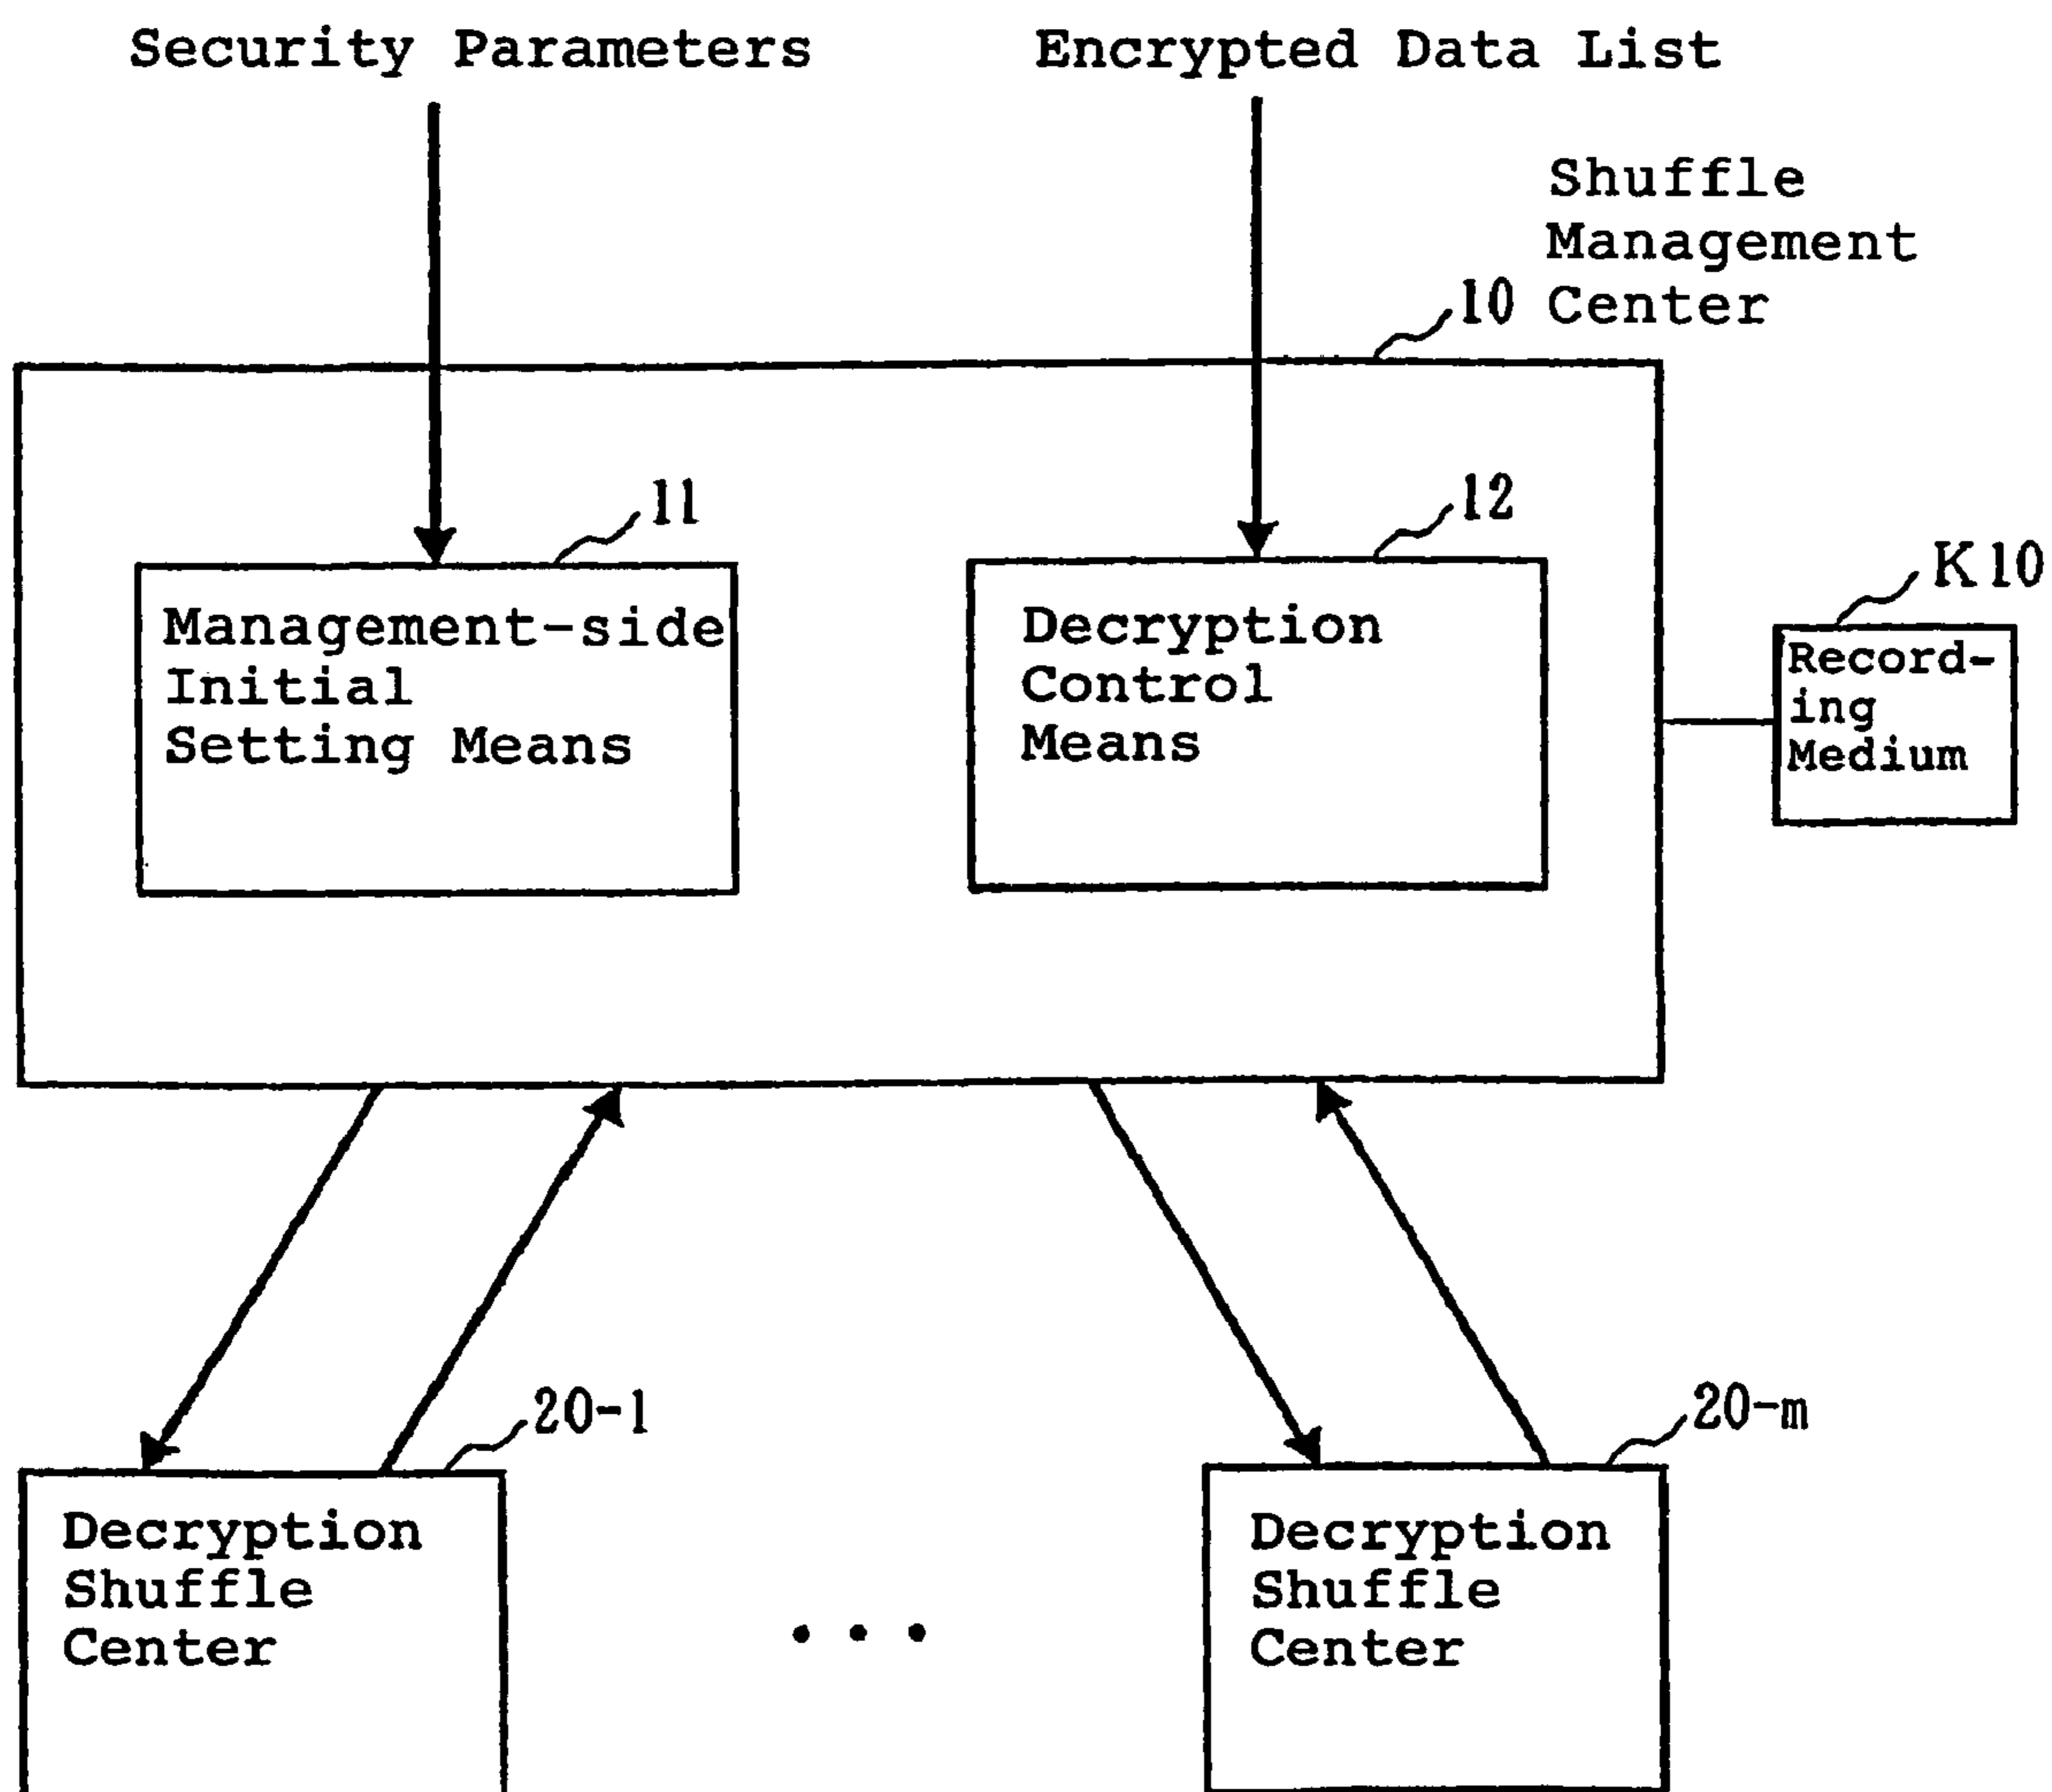 Security Parameters
Encrypted Data List
Shuffle
Management
Center
10
11
12
K10
Management-side
Initial
Setting Means
Decryption
Control
Means
Record-
ing
Medium
20-1
20-m
Decryption
Shuffle
Center
Decryption
Shuffle
Center